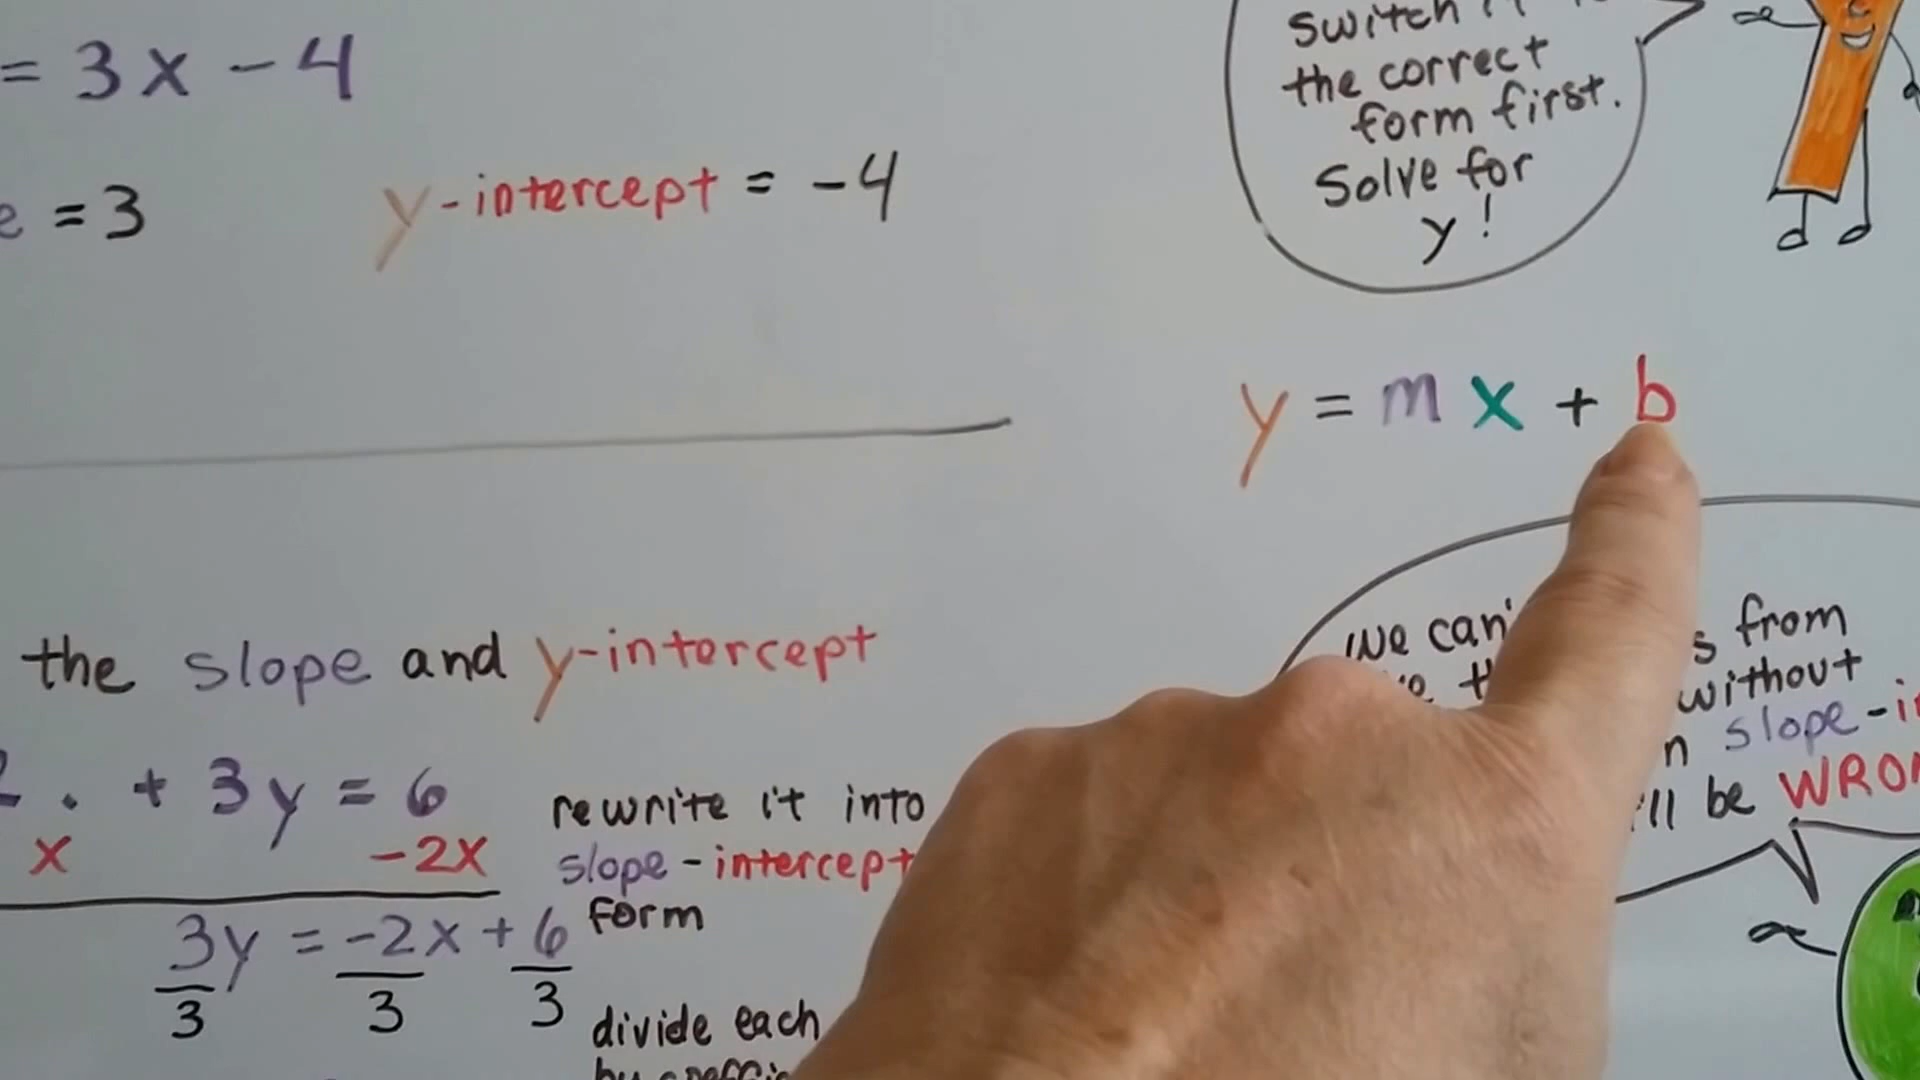 = 3x - 4
= 3
y-intercept = -4
switch it
the correct
form first.
Solve for
y!
y = mx + b
the slope and y-intercept
+ 3y = 6
x -2x
3y = -2x + 6
3 3 3
rewrite it into
slope-intercept
form
divide each
by
we can's from
without
slope-
be